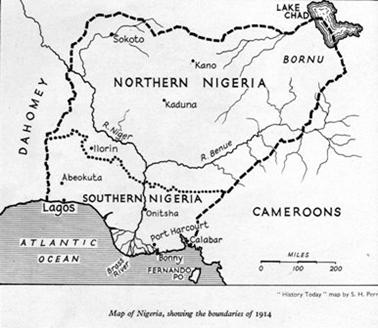 LAKE
CHAD
Sokoto
Kano
BORNU
NORTHERN NIGERIA
Kaduna
DAHOMEY
R. Niger
R. Benue
Ilorin
Abeokuta
SOUTHERN NIGERIA
Lagos
Onitsha
CAMEROONS
Port Harcourt
Calabar
ATLANTIC
OCEAN
Brass
River
Bonny
FERNANDO
PO
MILES
0 100 200
"History Today" map by S. H. Perr
Map of Nigeria, showing the boundaries of 1914